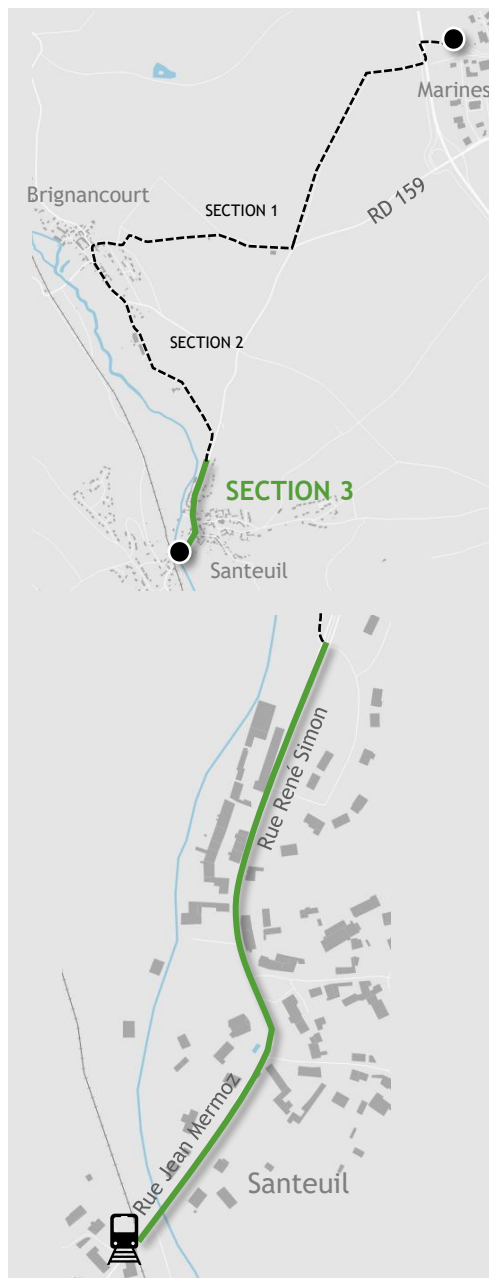 Marines
RD 159
Brignancourt
SECTION 1
SECTION 2
SECTION 3
Santeuil
Rue René Simon
Rue Jean Mermoz
Santeuil